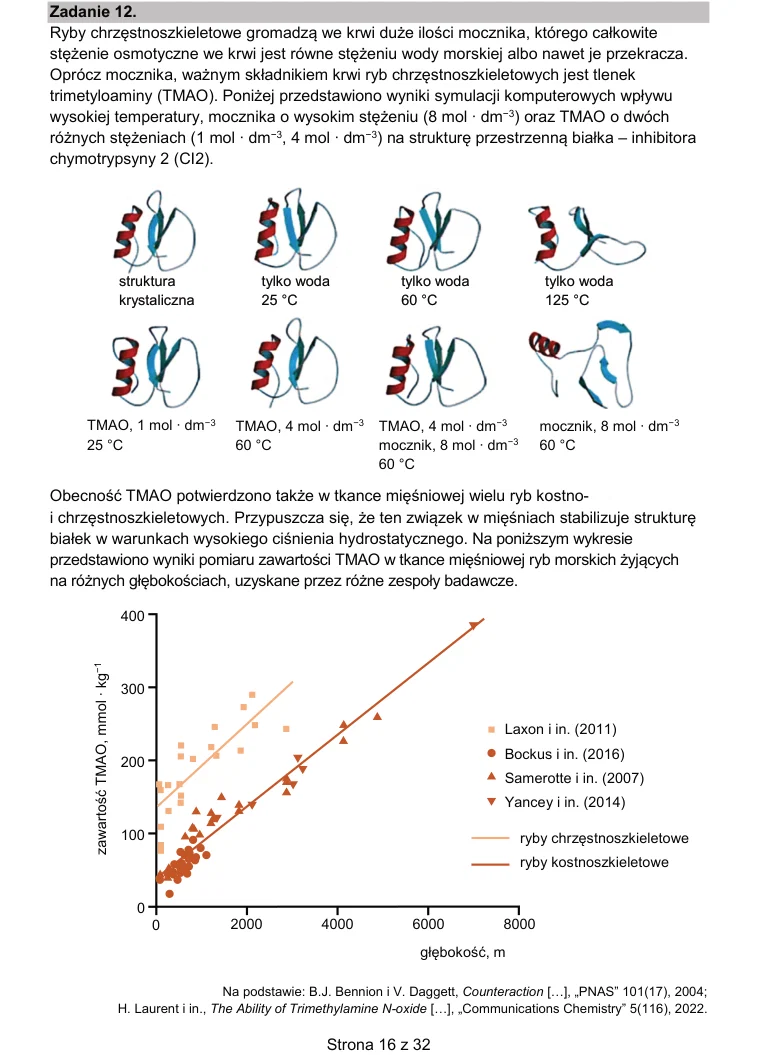 Zadanie 12.
Ryby chrzęstnoszkieletowe gromadzą we krwi duże ilości mocznika, którego całkowite
stężenie osmotyczne we krwi jest równe stężeniu wody morskiej albo nawet je przekracza.
Oprócz mocznika, ważnym składnikiem krwi ryb chrzęstnoszkieletowych jest tlenek
trimetyloaminy (TMAO). Poniżej przedstawiono wyniki symulacji komputerowych wpływu
wysokiej temperatury, mocznika o wysokim stężeniu (8 mol · dm⁻³) oraz TMAO o dwóch
różnych stężeniach (1 mol · dm⁻³, 4 mol · dm⁻³) na strukturę przestrzenną białka – inhibitora
chymotrypsyny 2 (CI2).
struktura
krystaliczna
tylko woda
25 °C
tylko woda
60 °C
tylko woda
125 °C
TMAO, 1 mol · dm⁻³
25 °C
TMAO, 4 mol · dm⁻³
60 °C
TMAO, 4 mol · dm⁻³
mocznik, 8 mol · dm⁻³
60 °C
mocznik, 8 mol · dm⁻³
60 °C
Obecność TMAO potwierdzono także w tkance mięśniowej wielu ryb kostno-
i chrzęstnoszkieletowych. Przypuszcza się, że ten związek w mięśniach stabilizuje strukturę
białek w warunkach wysokiego ciśnienia hydrostatycznego. Na poniższym wykresie
przedstawiono wyniki pomiaru zawartości TMAO w tkance mięśniowej ryb morskich żyjących
na różnych głębokościach, uzyskane przez różne zespoły badawcze.
zawartość TMAO, mmol · kg⁻¹
400
300
200
100
0
0
2000
4000
6000
8000
głębokość, m
Laxon i in. (2011)
Bockus i in. (2016)
Samerotte i in. (2007)
Yancey i in. (2014)
ryby chrzęstnoszkieletowe
ryby kostnoszkieletowe
Na podstawie: B.J. Bennion i V. Daggett, Counteraction […], „PNAS” 101(17), 2004;
H. Laurent i in., The Ability of Trimethylamine N-oxide […], „Communications Chemistry” 5(116), 2022.
Strona 16 z 32